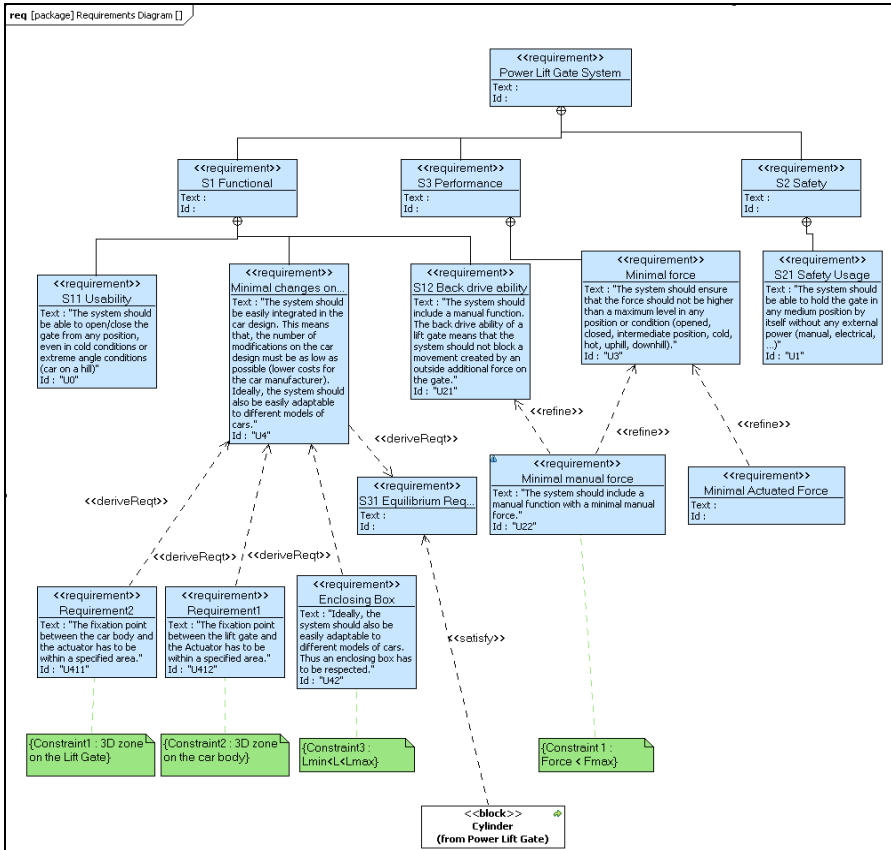 req [package] Requirements Diagram []
<<requirement>>
Power Lift Gate System
Text :
Id :
<<requirement>>
S1 Functional
Text :
Id :
<<requirement>>
S3 Performance
Text :
Id :
<<requirement>>
S2 Safety
Text :
Id :
<<requirement>>
S11 Usability
Text : "The system should
be able to open/close the
gate from any position,
even in cold conditions or
extreme angle conditions
(car on a hill)"
Id : "U0"
<<requirement>>
Minimal changes on...
Text : "The system should
be easily integrated in the
car design. This means
that, the number of
modifications on the car
design must be as low as
possible (lower costs for
the car manufacturer).
Ideally, the system should
also be easily adaptable
to different models of
cars."
Id : "U4"
<<requirement>>
S12 Back drive ability
Text : "The system should
include a manual function.
The back drive ability of a
lift gate means that the
system should not block a
movement created by an
outside additional force on
the gate."
Id : "U21"
<<requirement>>
Minimal force
Text : "The system should ensure
that the force should not be higher
than a maximum level in any
position or condition (opened,
closed, intermediate position, cold,
hot, uphill, downhill)."
Id : "U3"
<<requirement>>
S21 Safety Usage
Text : "The system should
be able to hold the gate in
any medium position by
itself without any external
power (manual, electrical,
...)"
Id : "U1"
<<refine>>
<<refine>>
<<refine>>
<<deriveReqt>>
<<requirement>>
S31 Equilibrium Req...
Text :
Id :
<<requirement>>
Minimal manual force
Text : "The system should include a
manual function with a minimal manual
force."
Id : "U22"
<<requirement>>
Minimal Actuated Force
Text :
Id :
<<deriveReqt>>
<<deriveReqt>>
<<deriveReqt>>
<<requirement>>
Requirement2
Text : "The fixation point
between the car body and
the actuator has to be
within a specified area."
Id : "U411"
<<requirement>>
Requirement1
Text : "The fixation point
between the lift gate and
the Actuator has to be
within a specified area."
Id : "U412"
<<requirement>>
Enclosing Box
Text : "Ideally, the
system should also be
easily adaptable to
different models of cars.
Thus an enclosing box has
to be respected."
Id : "U42"
<<satisfy>>
{Constraint1 : 3D zone
on the Lift Gate}
{Constraint2 : 3D zone
on the car body}
{Constraint3 :
Lmin<L<Lmax}
{Constraint 1 :
Force < Fmax}
<<block>>
Cylinder
(from Power Lift Gate)